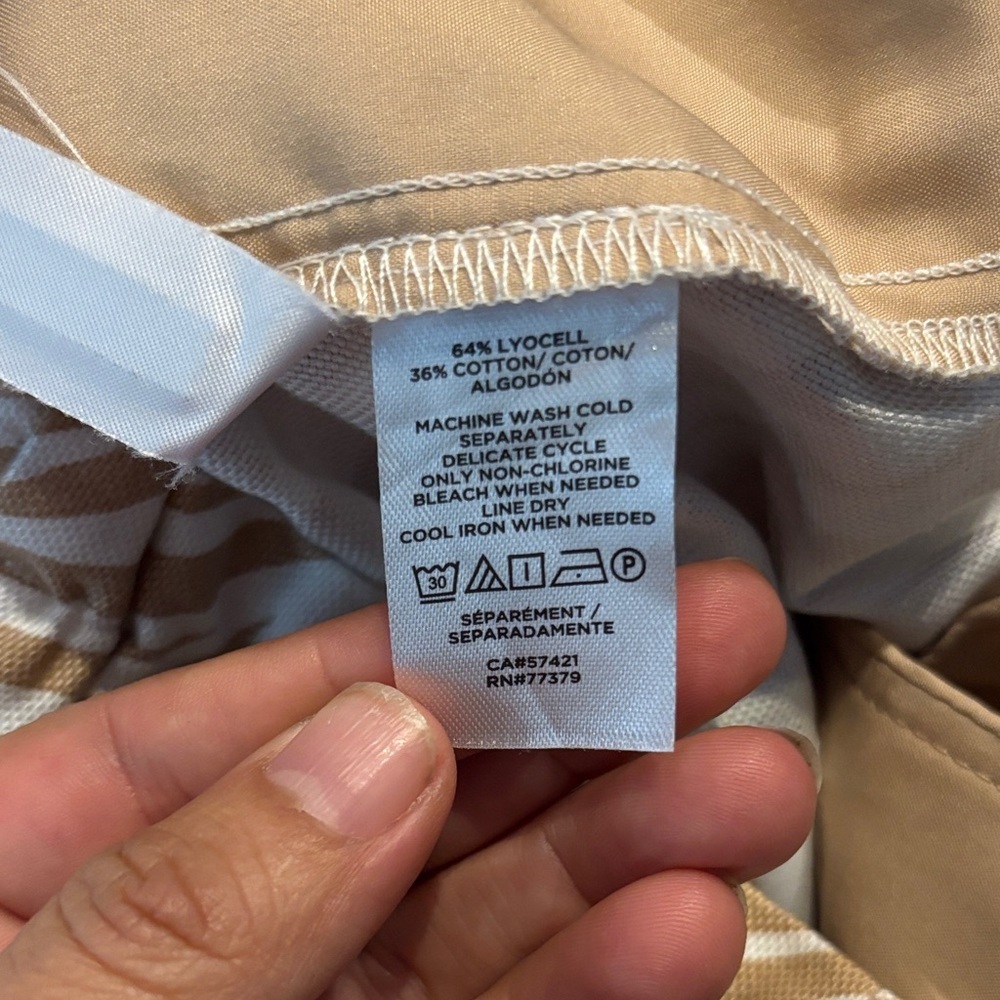 64% LYOCELL
36% COTTON/ COTON/
ALGODÓN
MACHINE WASH COLD
SEPARATELY
DELICATE CYCLE
ONLY NON-CHLORINE
BLEACH WHEN NEEDED
LINE DRY
COOL IRON WHEN NEEDED
30 P
SÉPARÉMENT /
SEPARADAMENTE
CA#57421
RN#77379